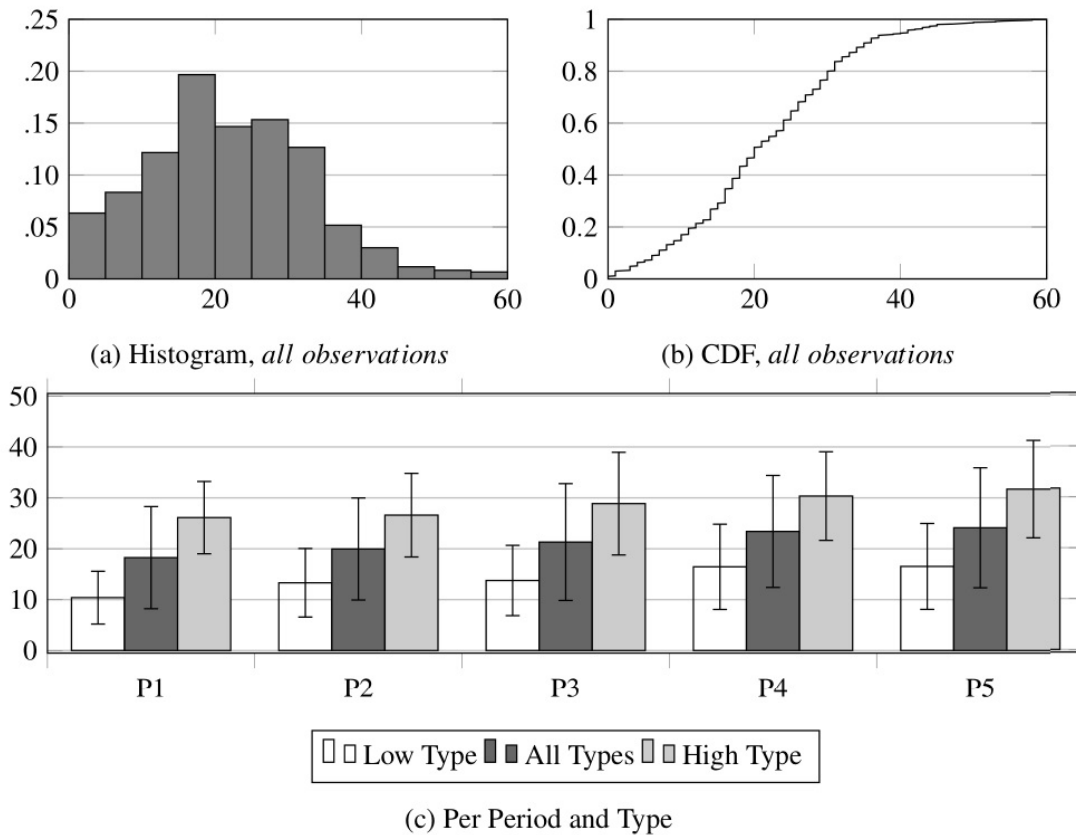 .25
.20
.15
.10
.05
0
0 20 40 60
(a) Histogram, all observations
1
0.8
0.6
0.4
0.2
0
0 20 40 60
(b) CDF, all observations
50
40
30
20
10
0
P1 P2 P3 P4 P5
Low Type All Types High Type
(c) Per Period and Type